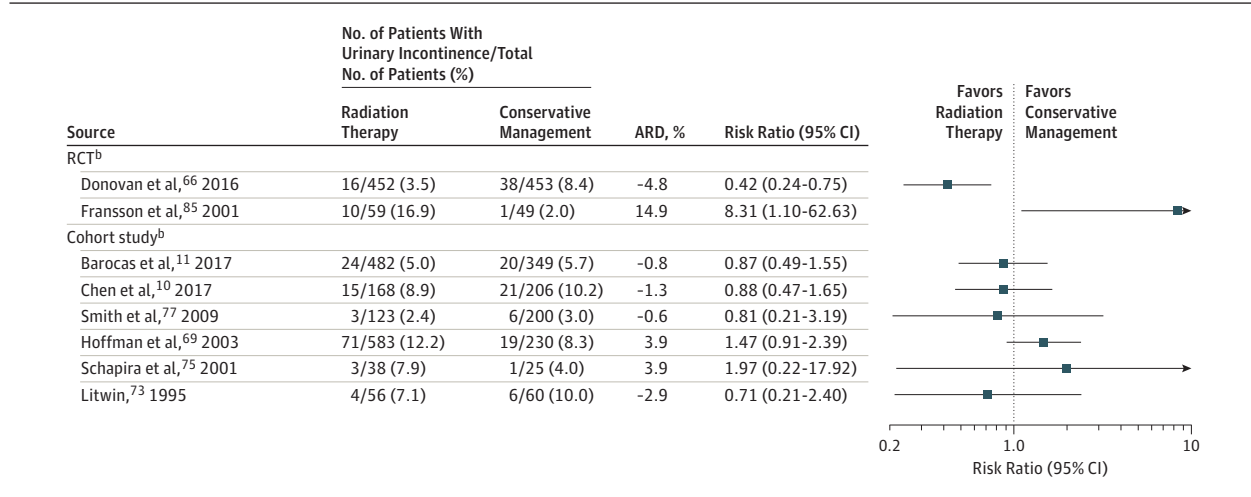 No. of Patients With
Urinary Incontinence/Total
No. of Patients (%)
Source
Radiation
Therapy
Conservative
Management
ARD, %
Risk Ratio (95% CI)
Favors
Radiation
Therapy
Favors
Conservative
Management
RCTb
Donovan et al,66 2016 16/452 (3.5) 38/453 (8.4) -4.8 0.42 (0.24-0.75)
Fransson et al,85 2001 10/59 (16.9) 1/49 (2.0) 14.9 8.31 (1.10-62.63)
Cohort studyb
Barocas et al,11 2017 24/482 (5.0) 20/349 (5.7) -0.8 0.87 (0.49-1.55)
Chen et al,10 2017 15/168 (8.9) 21/206 (10.2) -1.3 0.88 (0.47-1.65)
Smith et al,77 2009 3/123 (2.4) 6/200 (3.0) -0.6 0.81 (0.21-3.19)
Hoffman et al,69 2003 71/583 (12.2) 19/230 (8.3) 3.9 1.47 (0.91-2.39)
Schapira et al,75 2001 3/38 (7.9) 1/25 (4.0) 3.9 1.97 (0.22-17.92)
Litwin,73 1995 4/56 (7.1) 6/60 (10.0) -2.9 0.71 (0.21-2.40)
0.2 1.0 10
Risk Ratio (95% CI)